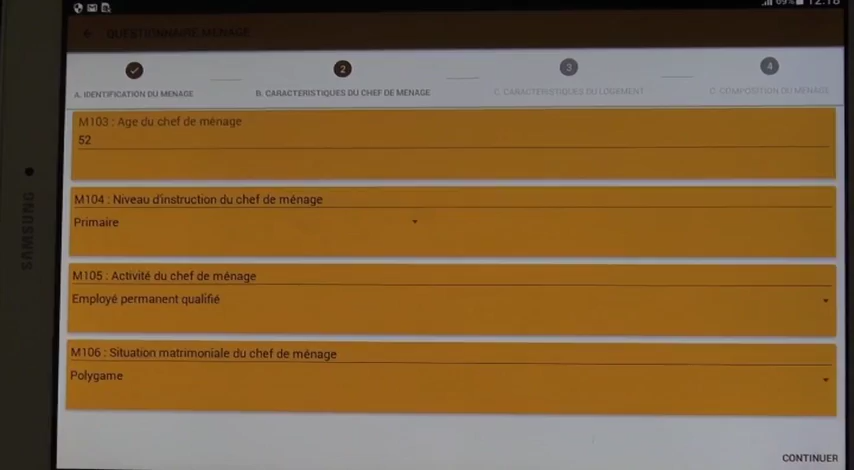 12:18
QUESTIONNAIRE MENAGE
2
3
4
A. IDENTIFICATION DU MENAGE
B. CARACTERISTIQUES DU CHEF DE MENAGE
C. CARACTERISTIQUES DU LOGEMENT
C. COMPOSITION DU MENAGE
M103 : Age du chef de ménage
52
M104 : Niveau d'instruction du chef de ménage
Primaire
M105 : Activité du chef de ménage
Employé permanent qualifié
M106 : Situation matrimoniale du chef de ménage
Polygame
CONTINUER
SAMSUNG